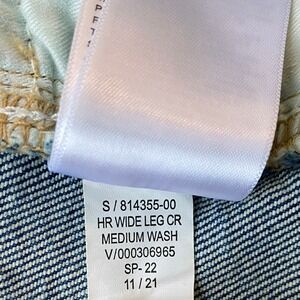 S / 814355-00
HR WIDE LEG CR
MEDIUM WASH
V/000306965
SP- 22
11 / 21